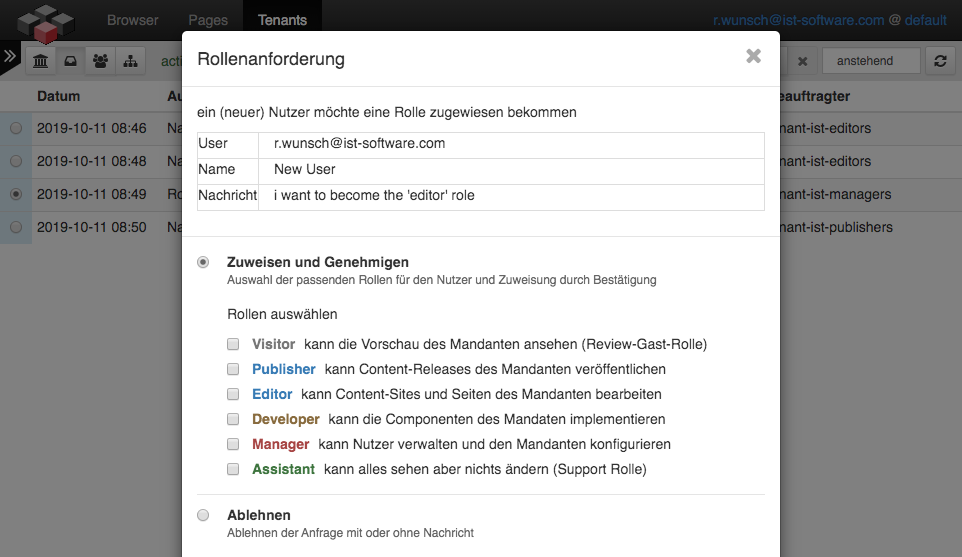 Browser Pages Tenants r.wunsch@ist-software.com @ default
Rollenanforderung
anstehend
Datum
ein (neuer) Nutzer möchte eine Rolle zugewiesen bekommen
2019-10-11 08:46
2019-10-11 08:48
2019-10-11 08:49
2019-10-11 08:50
User r.wunsch@ist-software.com
Name New User
Nachricht i want to become the 'editor' role
nant-ist-editors
nant-ist-editors
nant-ist-managers
nant-ist-publishers
Zuweisen und Genehmigen
Auswahl der passenden Rollen für den Nutzer und Zuweisung durch Bestätigung
Rollen auswählen
Visitor kann die Vorschau des Mandanten ansehen (Review-Gast-Rolle)
Publisher kann Content-Releases des Mandanten veröffentlichen
Editor kann Content-Sites und Seiten des Mandanten bearbeiten
Developer kann die Componenten des Mandaten implementieren
Manager kann Nutzer verwalten und den Mandanten konfigurieren
Assistant kann alles sehen aber nichts ändern (Support Rolle)
Ablehnen
Ablehnen der Anfrage mit oder ohne Nachricht